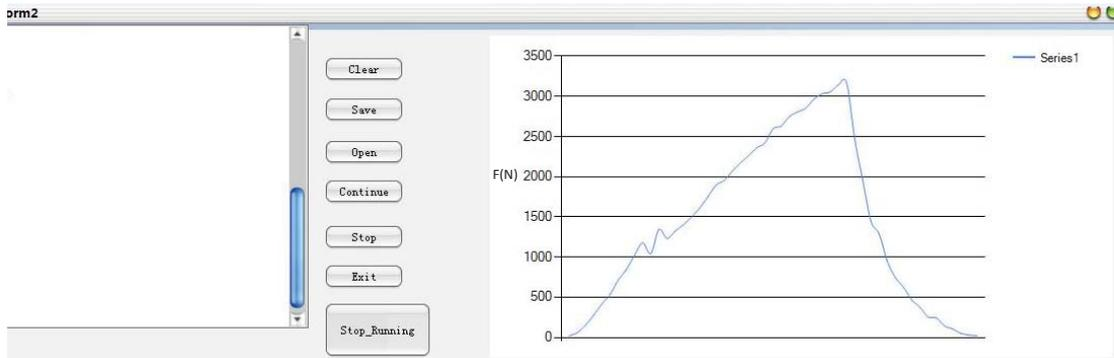 orm2
Clear
Save
Open
Continue
Stop
Exit
Stop_Running
3500
3000
2500
F(N) 2000
1500
1000
500
0
Series1